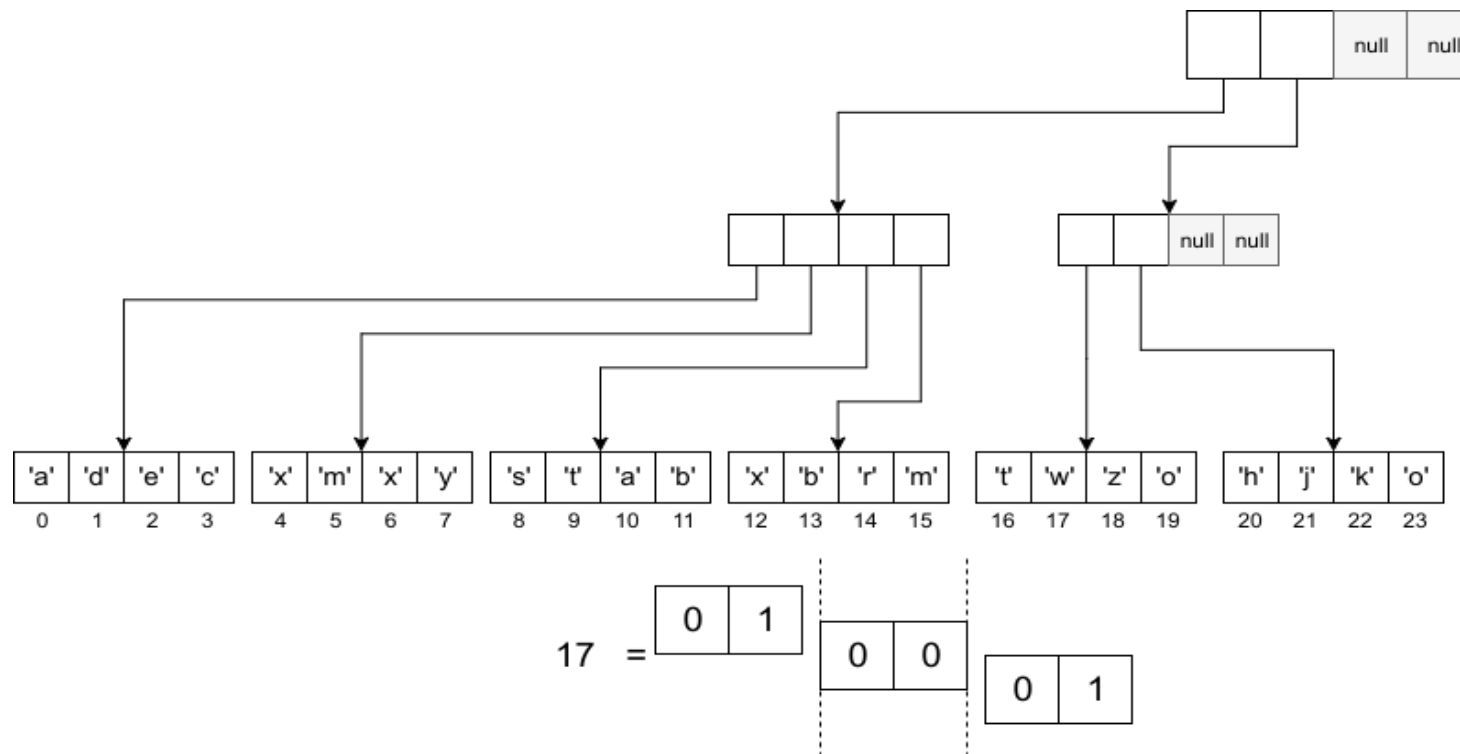 null null
null null
'a' 'd' 'e' 'c' 'x' 'm' 'x' 'y' 's' 't' 'a' 'b' 'x' 'b' 'r' 'm' 't' 'w' 'z' 'o' 'h' 'j' 'k' 'o'
0 1 2 3 4 5 6 7 8 9 10 11 12 13 14 15 16 17 18 19 20 21 22 23
17 = 0 1 0 0 0 1